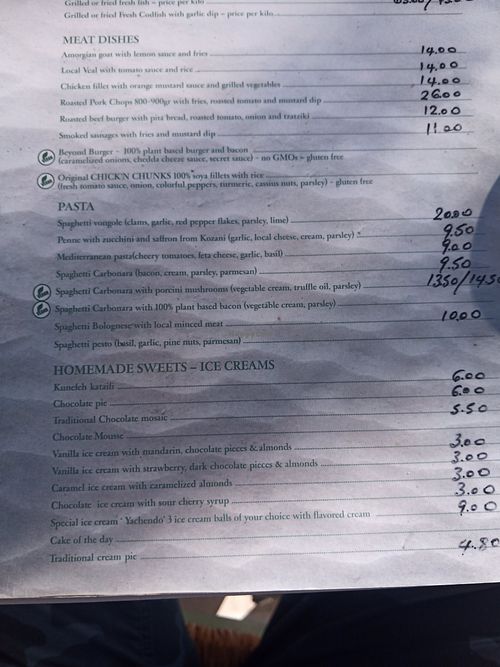 Grilled or fried fresh fish – price per kilo
Grilled or fried Fresh Codfish with garlic dip – price per kilo
MEAT DISHES
Amorgian goat with lemon sauce and fries 14.00
Local Veal with tomato sauce and rice 14.00
Chicken fillet with orange mustard sauce and grilled vegetables 14.00
Roasted Pork Chops 800-900gr with fries, roasted tomato and mustard dip 26.00
Roasted beef burger with pita bread, roasted tomato, onion and tzatziki 12.00
Smoked sausages with fries and mustard dip 11.00
Beyond Burger – 100% plant based burger and bacon
(caramelized onions, chedda cheeze sauce, secret sauce) - no GMOs – gluten free
Original CHICK'N CHUNKS 100% soya fillets with rice
(fresh tomato sauce, onion, colorful peppers, turmeric, cassius nuts, parsley) - gluten free
PASTA
Spaghetti vongole (clams, garlic, red pepper flakes, parsley, lime) 20.00
Penne with zucchini and saffron from Kozani (garlic, local cheese, cream, parsley) 9.50
Mediterranean pasta(cheery tomatoes, feta cheese, garlic, basil) 9.00
Spaghetti Carbonara (bacon, cream, parsley, parmesan) 9.50
Spaghetti Carbonara with porcini mushrooms (vegetable cream, truffle oil, parsley) 13.50/14.50
Spaghetti Carbonara with 100% plant based bacon (vegetable cream, parsley)
Spaghetti Bolognese with local minced meat 10.00
Spaghetti pesto (basil, garlic, pine nuts, parmesan)
HOMEMADE SWEETS – ICE CREAMS
Kunefeh kataifi 6.00
Chocolate pie 6.00
Traditional Chocolate mosaic 5.50
Chocolate Mousse
Vanilla ice cream with mandarin, chocolate pieces & almonds 3.00
Vanilla ice cream with strawberry, dark chocolate pieces & almonds 3.00
Caramel ice cream with caramelized almonds 3.00
Chocolate ice cream with sour cherry syrup 3.00
Special ice cream ' Yachendo' 3 ice cream balls of your choice with flavored cream 9.00
Cake of the day
Traditional cream pie 4.80